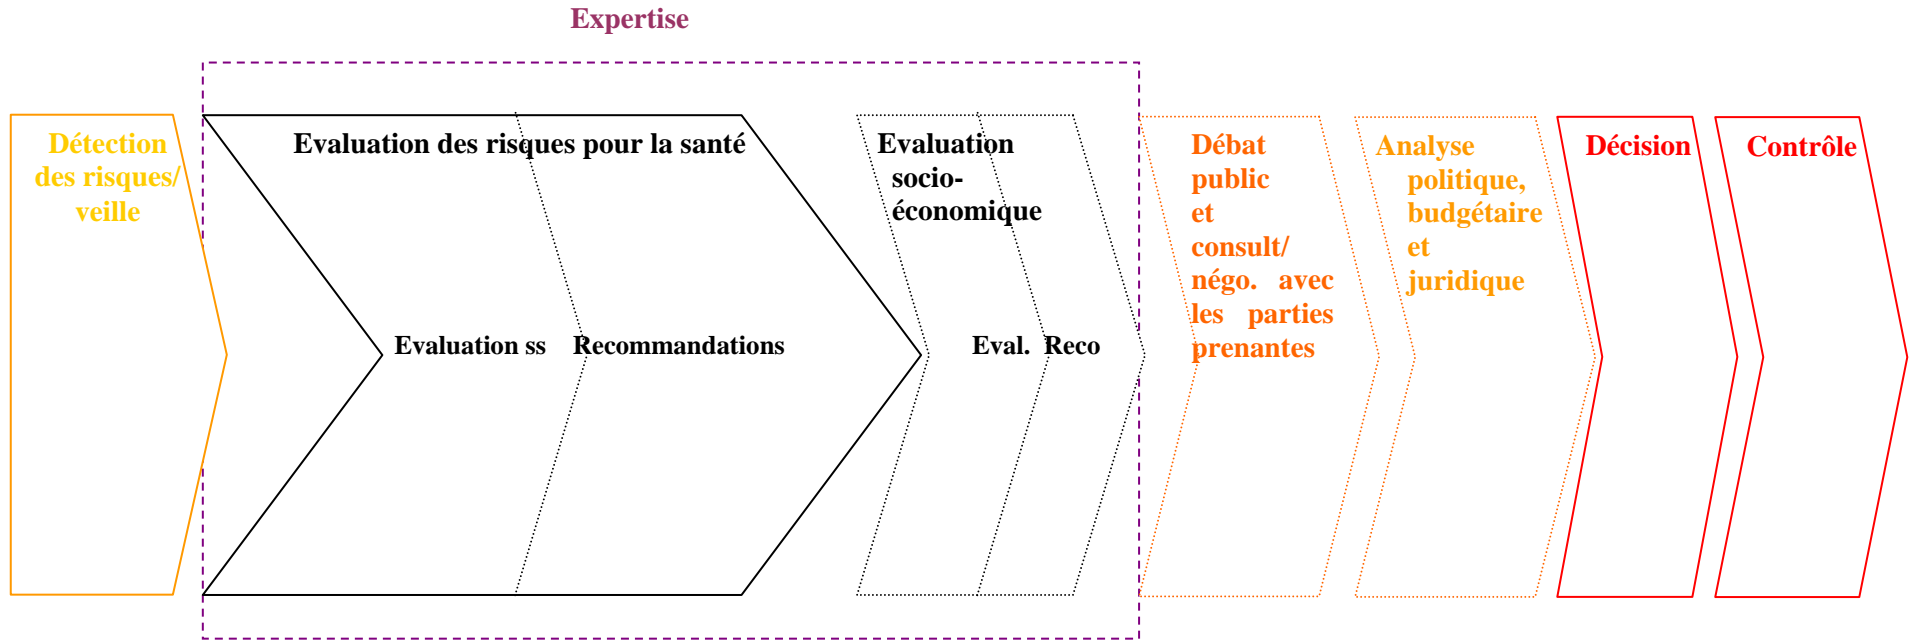 Expertise
Détection
des risques/
veille
Evaluation des risques pour la santé
Evaluation ss
Recommandations
Evaluation
socio-
économique
Eval.
Reco
Débat
public
et
consult/
négo. avec
les parties
prenantes
Analyse
politique,
budgétaire
et
juridique
Décision
Contrôle